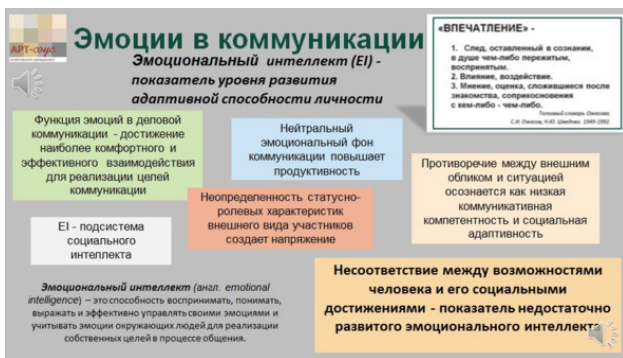 АРТ-союз
Эмоции в коммуникации
Эмоциональный интеллект (EI) -
показатель уровня развития
адаптивной способности личности
«ВПЕЧАТЛЕНИЕ» -
1. След, оставленный в сознании,
в душе чем-либо пережитым,
воспринятым.
2. Влияние, воздействие.
3. Мнение, оценка, сложившиеся после
знакомства, соприкосновения
с кем-либо - чем-либо.
Толковый словарь Ожегова.
С.И. Ожегов, Н.Ю. Шведова. 1949-1992.
Функция эмоций в деловой
коммуникации - достижение
наиболее комфортного и
эффективного взаимодействия
для реализации целей
коммуникации
Нейтральный
эмоциональный фон
коммуникации повышает
продуктивность
Противоречие между внешним
обликом и ситуацией
осознается как низкая
коммуникативная
компетентность и социальная
адаптивность
Неопределенность статусно-
ролевых характеристик
внешнего вида участников
создает напряжение
EI - подсистема
социального
интеллекта
Эмоциональный интеллект (англ. emotional
intelligence) – это способность воспринимать, понимать,
выражать и эффективно управлять своими эмоциями и
учитывать эмоции окружающих людей для реализации
собственных целей в процессе общения.
Несоответствие между возможностями
человека и его социальными
достижениями - показатель недостаточно
развитого эмоционального интеллекта